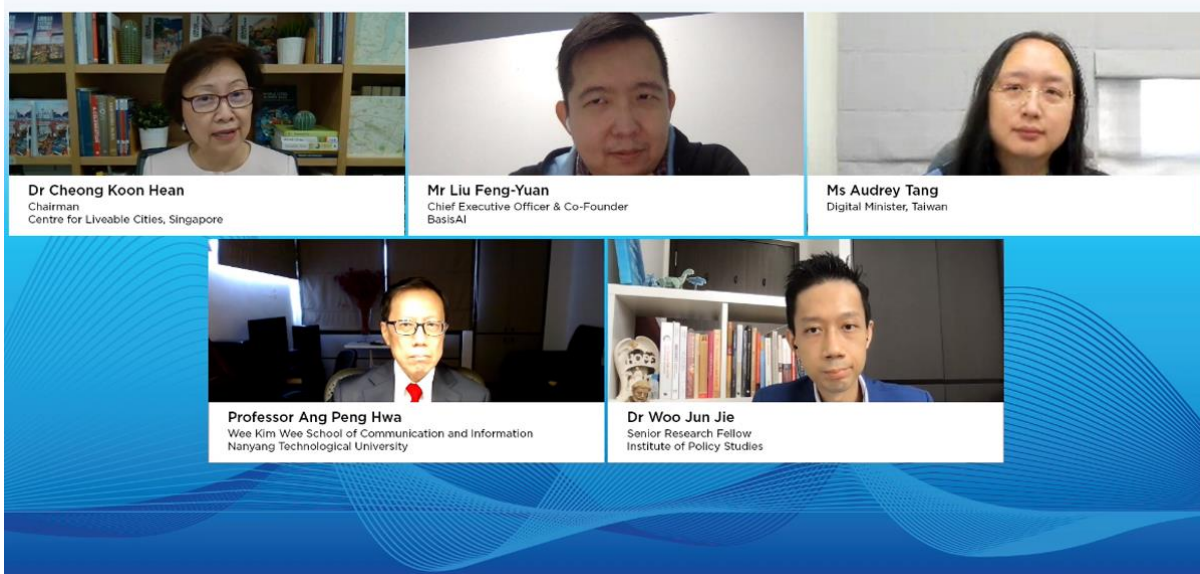 Dr Cheong Koon Hean
Chairman
Centre for Liveable Cities, Singapore
Mr Liu Feng-Yuan
Chief Executive Officer & Co-Founder
BasisAI
Ms Audrey Tang
Digital Minister, Taiwan
HOPE
Professor Ang Peng Hwa
Wee Kim Wee School of Communication and Information
Nanyang Technological University
Dr Woo Jun Jie
Senior Research Fellow
Institute of Policy Studies